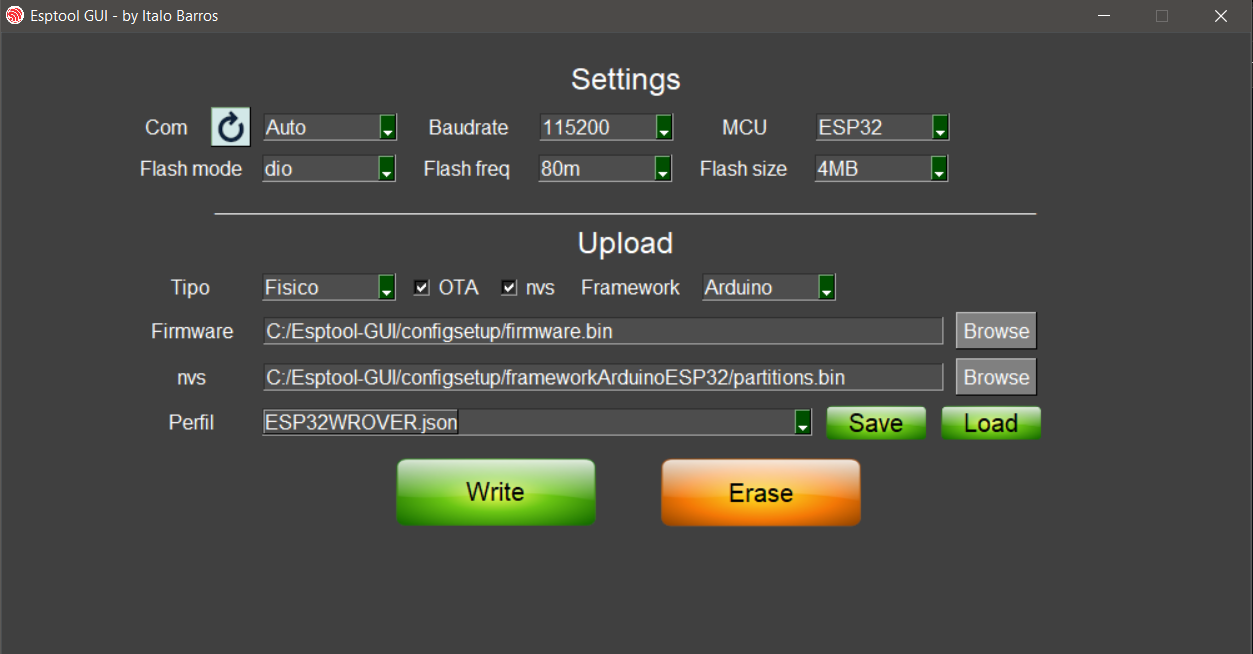 Esptool GUI - by Italo Barros
Settings
Com Auto Baudrate 115200 MCU ESP32
Flash mode dio Flash freq 80m Flash size 4MB
Upload
Tipo Fisico OTA nvs Framework Arduino
Firmware C:/Esptool-GUI/configsetup/firmware.bin Browse
nvs C:/Esptool-GUI/configsetup/frameworkArduinoESP32/partitions.bin Browse
Perfil ESP32WROVER.json Save Load
Write Erase